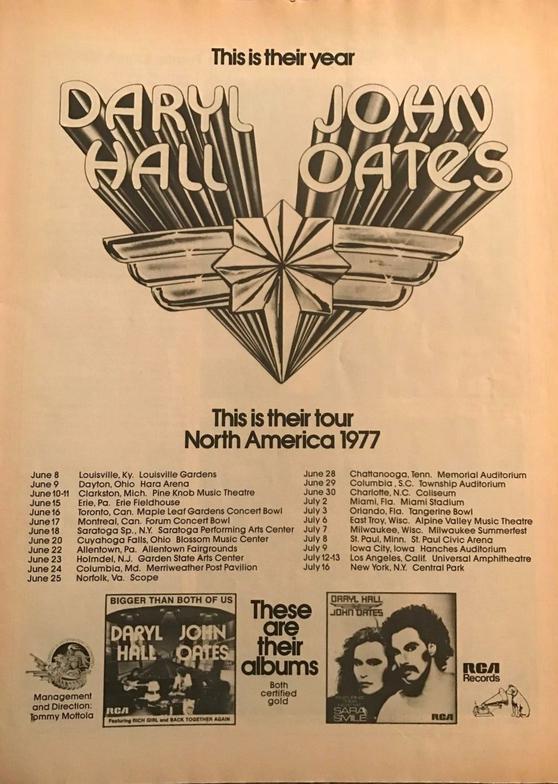 This is their year
DARYL JOHN
HALL OATES
This is their tour
North America 1977
June 8 Louisville, Ky. Louisville Gardens
June 9 Dayton, Ohio Hara Arena
June 10-11 Clarkston, Mich. Pine Knob Music Theatre
June 15 Erie, Pa. Erie Fieldhouse
June 16 Toronto, Can. Maple Leaf Gardens Concert Bowl
June 17 Montreal, Can. Forum Concert Bowl
June 18 Saratoga Sp., N.Y. Saratoga Performing Arts Center
June 20 Cuyahoga Falls, Ohio Blossom Music Center
June 22 Allentown, Pa. Allentown Fairgrounds
June 23 Holmdel, N.J. Garden State Arts Center
June 24 Columbia, Md. Merriweather Post Pavilion
June 25 Norfolk, Va. Scope
June 28 Chattanooga, Tenn. Memorial Auditorium
June 29 Columbia, S.C. Township Auditorium
June 30 Charlotte, N.C. Coliseum
July 2 Miami, Fla. Miami Stadium
July 3 Orlando, Fla. Tangerine Bowl
July 6 East Troy, Wisc. Alpine Valley Music Theatre
July 7 Milwaukee, Wisc. Milwaukee Summerfest
July 8 St. Paul, Minn. St. Paul Civic Arena
July 9 Iowa City, Iowa Hanches Auditorium
July 12-13 Los Angeles, Calif. Universal Amphitheatre
July 16 New York, N.Y. Central Park
Management
and Direction:
Tommy Mottola
BIGGER THAN BOTH OF US
DARYL JOHN
HALL OATES
RCA
Featuring RICH GIRL and BACK TOGETHER AGAIN
These
are
their
albums
Both
certified
gold
DARYL HALL
JOHN OATES
SARA
SMILE
RCA
RCA
Records